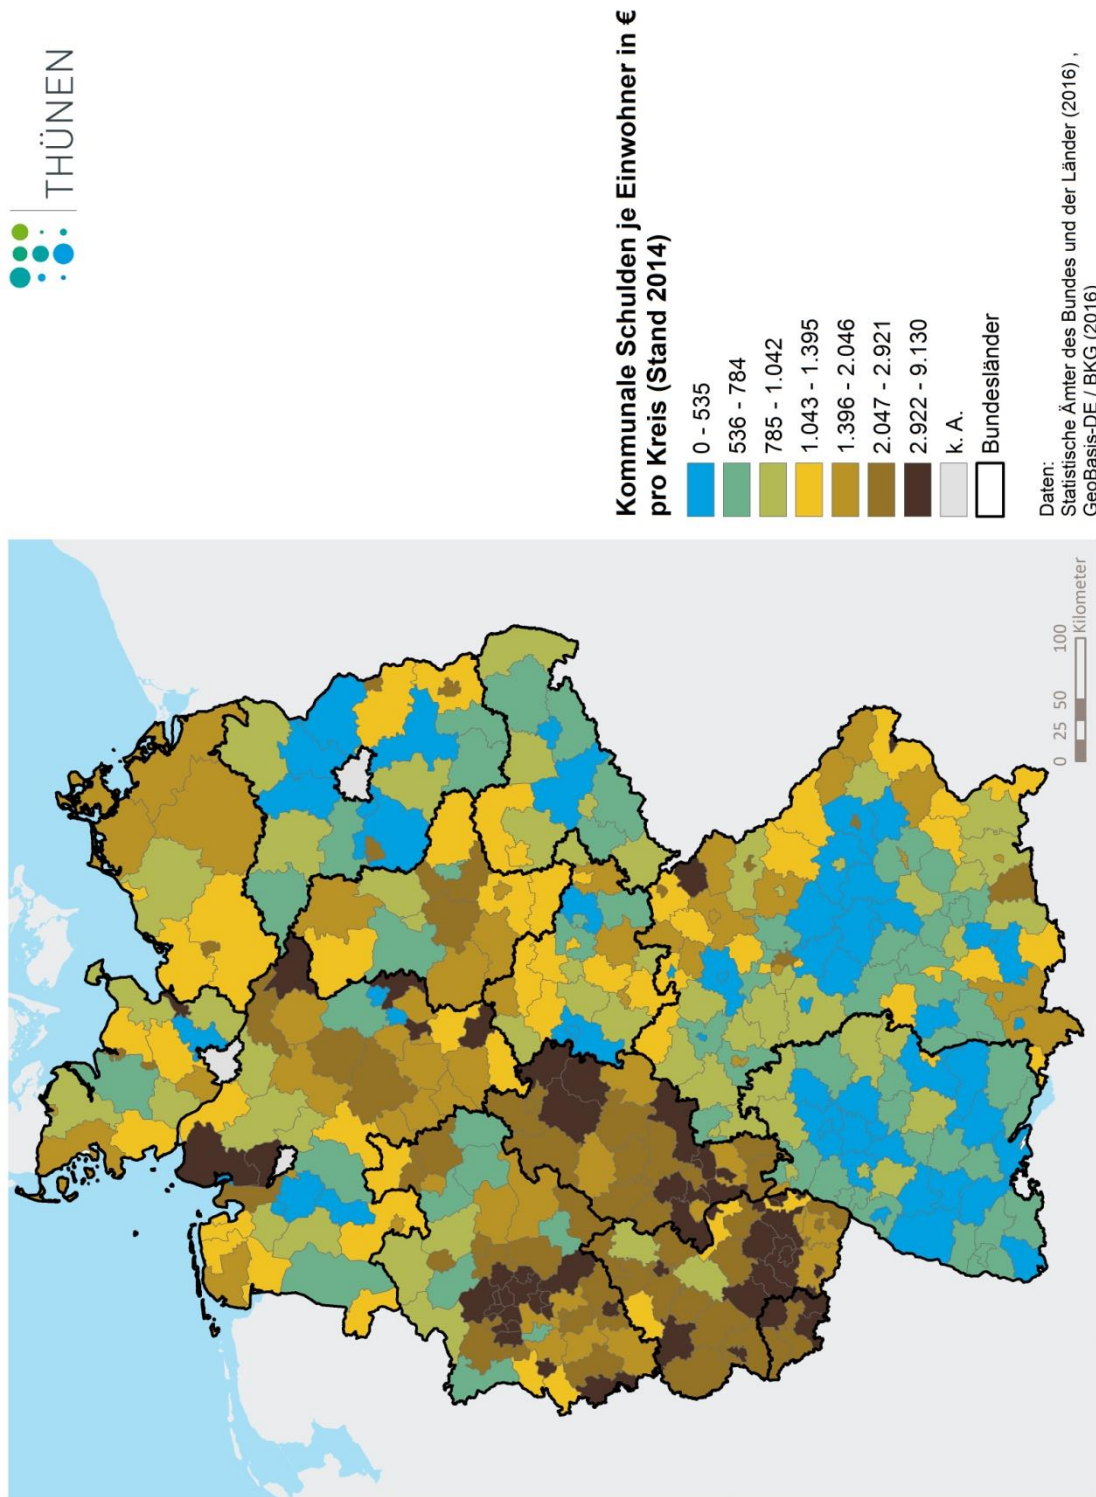 THÜNEN
Kommunale Schulden je Einwohner in €
pro Kreis (Stand 2014)
0 - 535
536 - 784
785 - 1.042
1.043 - 1.395
1.396 - 2.046
2.047 - 2.921
2.922 - 9.130
k. A.
Bundesländer
Daten:
Statistische Ämter des Bundes und der Länder (2016) ,
GeoBasis-DE / BKG (2016)
0 25 50 100
Kilometer